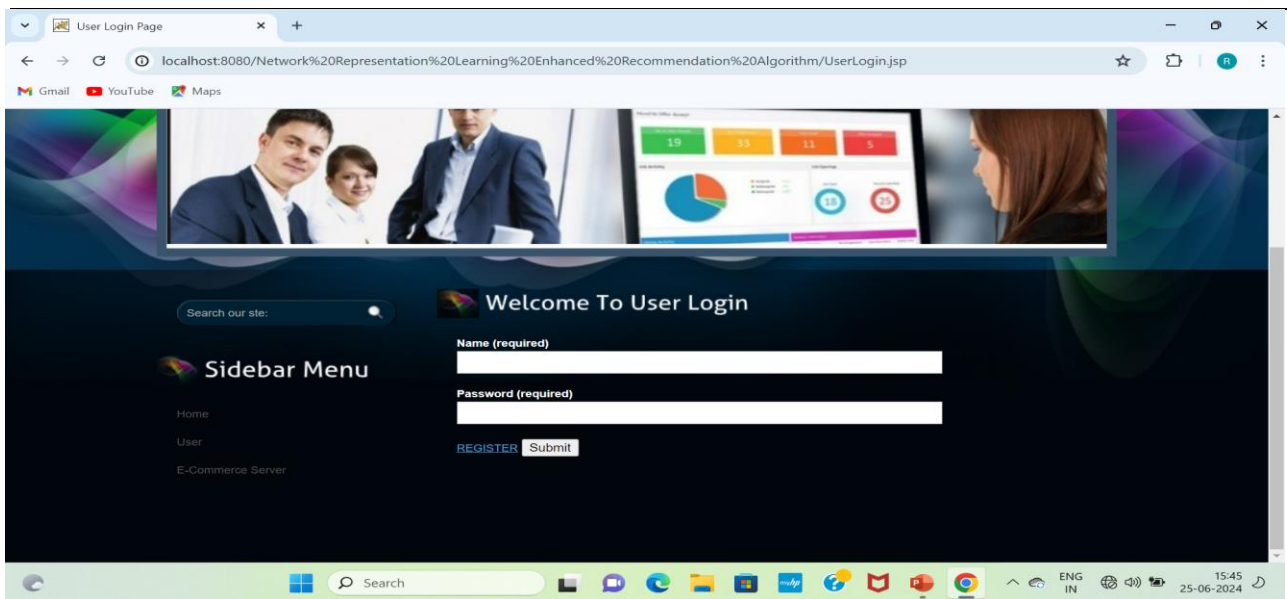 User Login Page
localhost:8080/Network%20Representation%20Learning%20Enhanced%20Recommendation%20Algorithm/UserLogin.jsp
R
Gmail YouTube Maps
19 33 11 5
18 25
Search our ste:
Welcome To User Login
Name (required)
Sidebar Menu
Password (required)
Home
User
REGISTER Submit
E-Commerce Server
Search
myhp
ENG
IN
15:45
25-06-2024